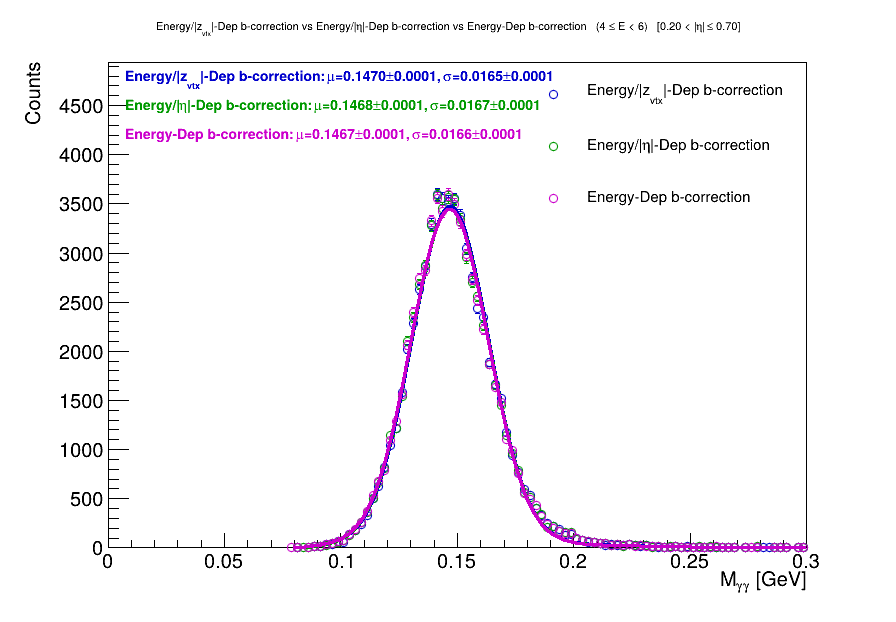 Energy/|z_vtx|-Dep b-correction vs Energy/|η|-Dep b-correction vs Energy-Dep b-correction (4 ≤ E < 6) [0.20 < |η| ≤ 0.70]
Counts
Energy/|z_vtx|-Dep b-correction: μ=0.1470±0.0001, σ=0.0165±0.0001
Energy/|η|-Dep b-correction: μ=0.1468±0.0001, σ=0.0167±0.0001
Energy-Dep b-correction: μ=0.1467±0.0001, σ=0.0166±0.0001
Energy/|z_vtx|-Dep b-correction
Energy/|η|-Dep b-correction
Energy-Dep b-correction
4500
4000
3500
3000
2500
2000
1500
1000
500
0
0 0.05 0.1 0.15 0.2 0.25 0.3
M_γγ [GeV]